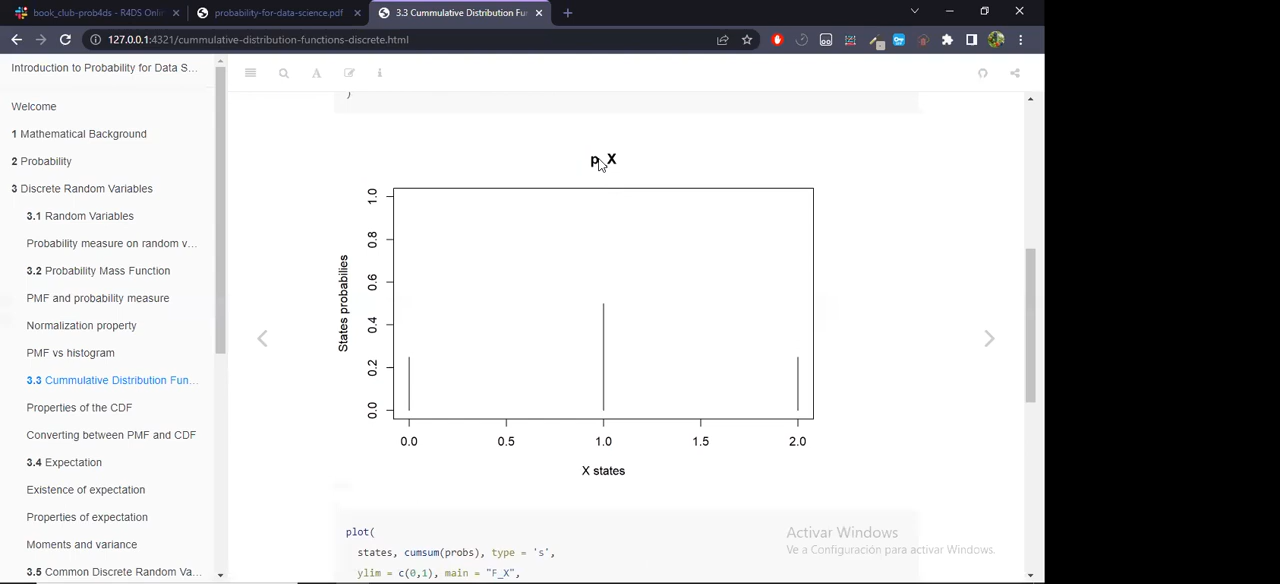 book_club-prob4ds - R4DS Onlin
probability-for-data-science.pdf
3.3 Cummulative Distribution Fun
127.0.0.1:4321/cummulative-distribution-functions-discrete.html
Introduction to Probability for Data S...
Welcome
1 Mathematical Background
2 Probability
3 Discrete Random Variables
3.1 Random Variables
Probability measure on random v...
3.2 Probability Mass Function
PMF and probability measure
Normalization property
PMF vs histogram
3.3 Cummulative Distribution Fun...
Properties of the CDF
Converting between PMF and CDF
3.4 Expectation
Existence of expectation
Properties of expectation
Moments and variance
3.5 Common Discrete Random Va...
)
p_X
1.0
0.8
0.6
0.4
0.2
0.0
States probabilies
0.0 0.5 1.0 1.5 2.0
X states
plot(
states, cumsum(probs), type = 's',
ylim = c(0,1), main = "F_X",
Activar Windows
Ve a Configuración para activar Windows.